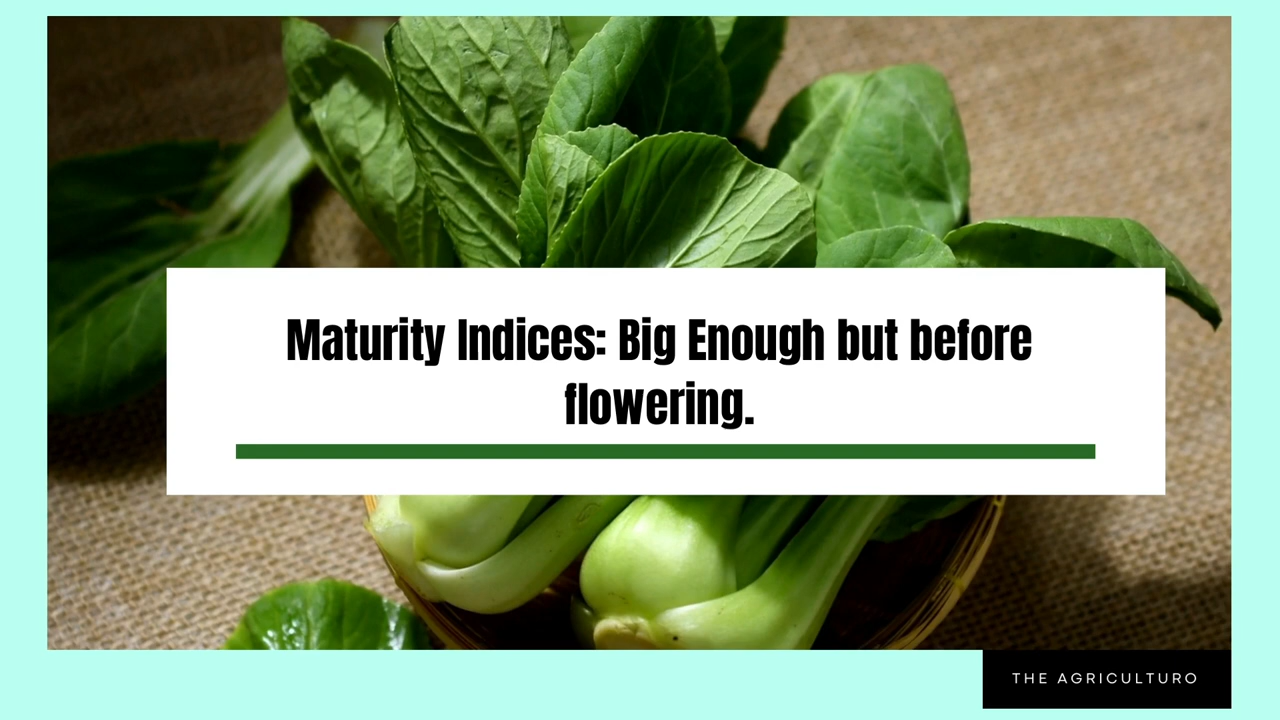 Maturity Indices: Big Enough but before
flowering.
THE AGRICULTURO